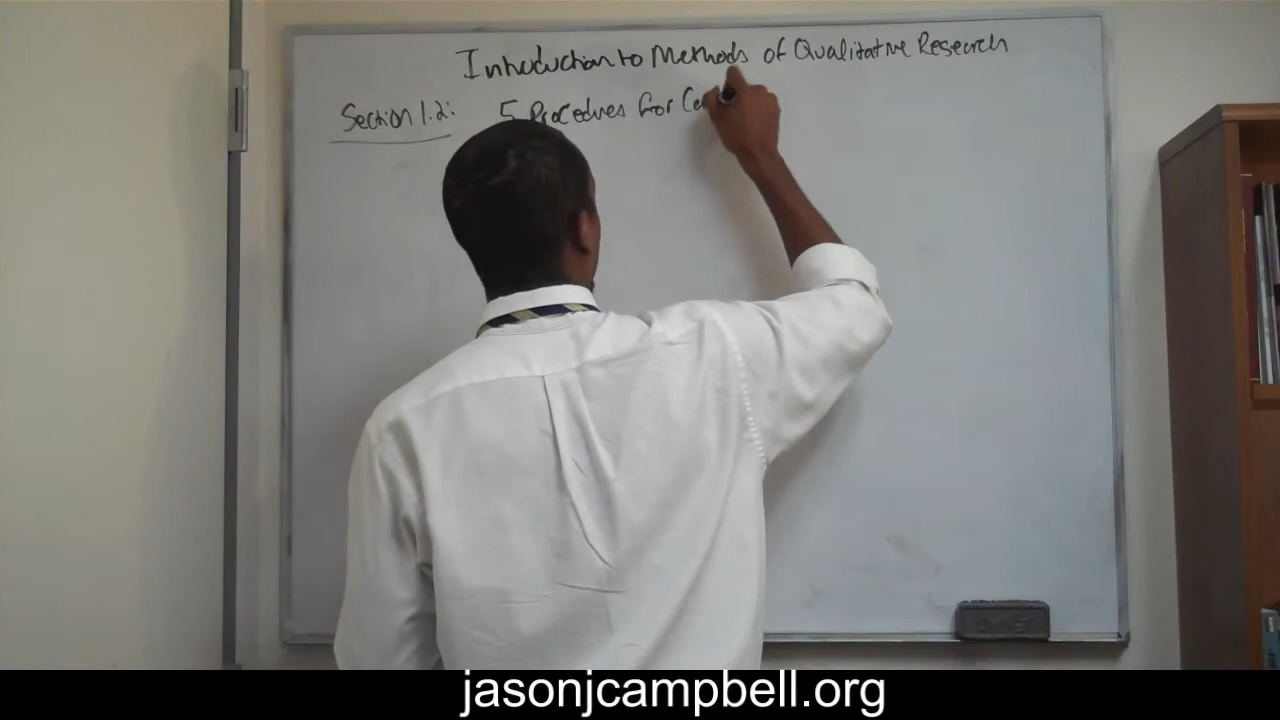 Introduction to Methods of Qualitative Research
Section 1.2: 5 Procedures for
jasonjcampbell.org